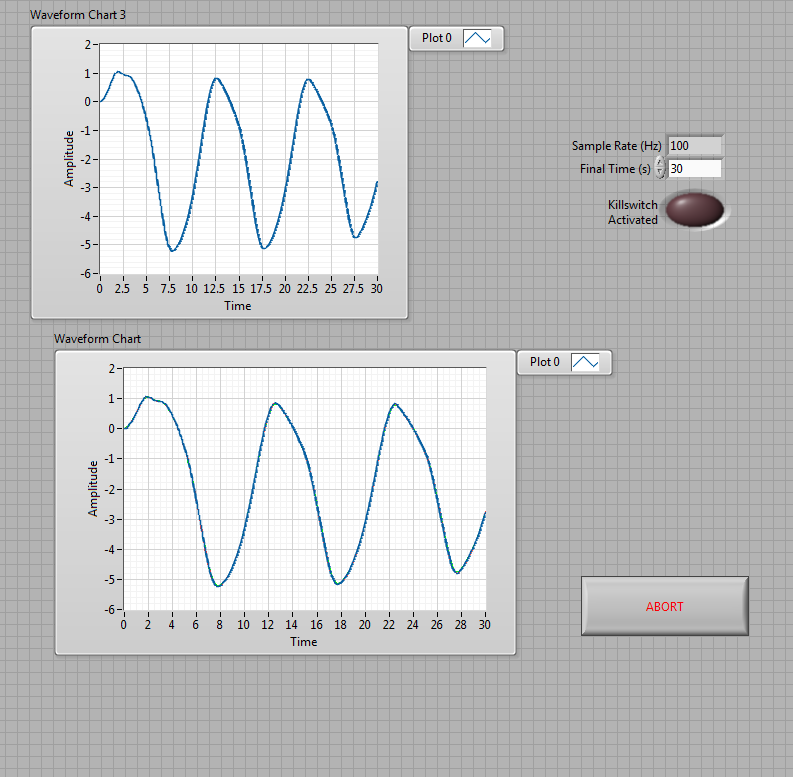 Waveform Chart 3
Plot 0
2
1
0
-1
-2
-3
-4
-5
-6
Amplitude
0 2.5 5 7.5 10 12.5 15 17.5 20 22.5 25 27.5 30
Time
Sample Rate (Hz) 100
Final Time (s) 30
Killswitch
Activated
Waveform Chart
Plot 0
2
1
0
-1
-2
-3
-4
-5
-6
Amplitude
0 2 4 6 8 10 12 14 16 18 20 22 24 26 28 30
Time
ABORT